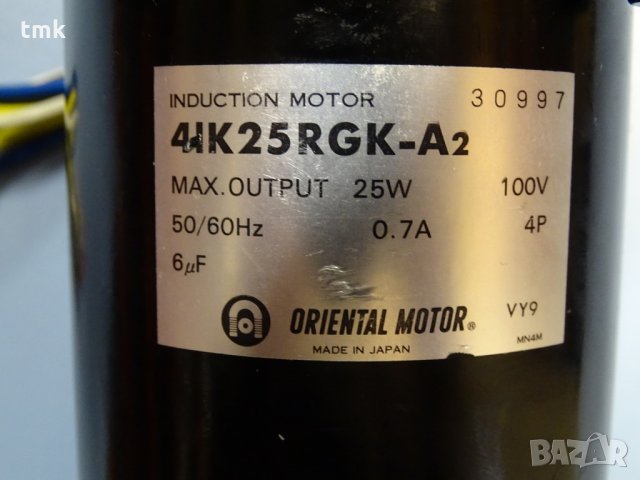 tmk
INDUCTION MOTOR 30997
4IK25RGK-A2
MAX. OUTPUT 25W 100V
50/60Hz 0.7A 4P
6µF
ORIENTAL MOTOR® VY9
MADE IN JAPAN MN4M
BAZAR